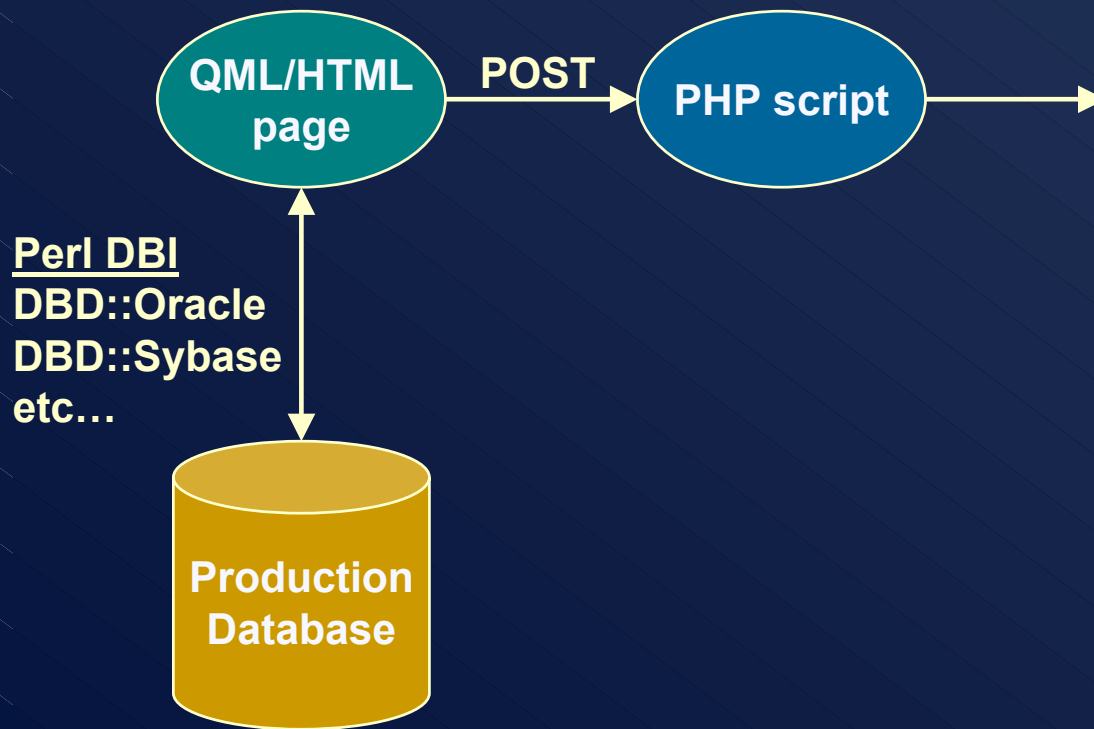 QML/HTML
page
POST
PHP script
Perl DBI
DBD::Oracle
DBD::Sybase
etc…
Production
Database